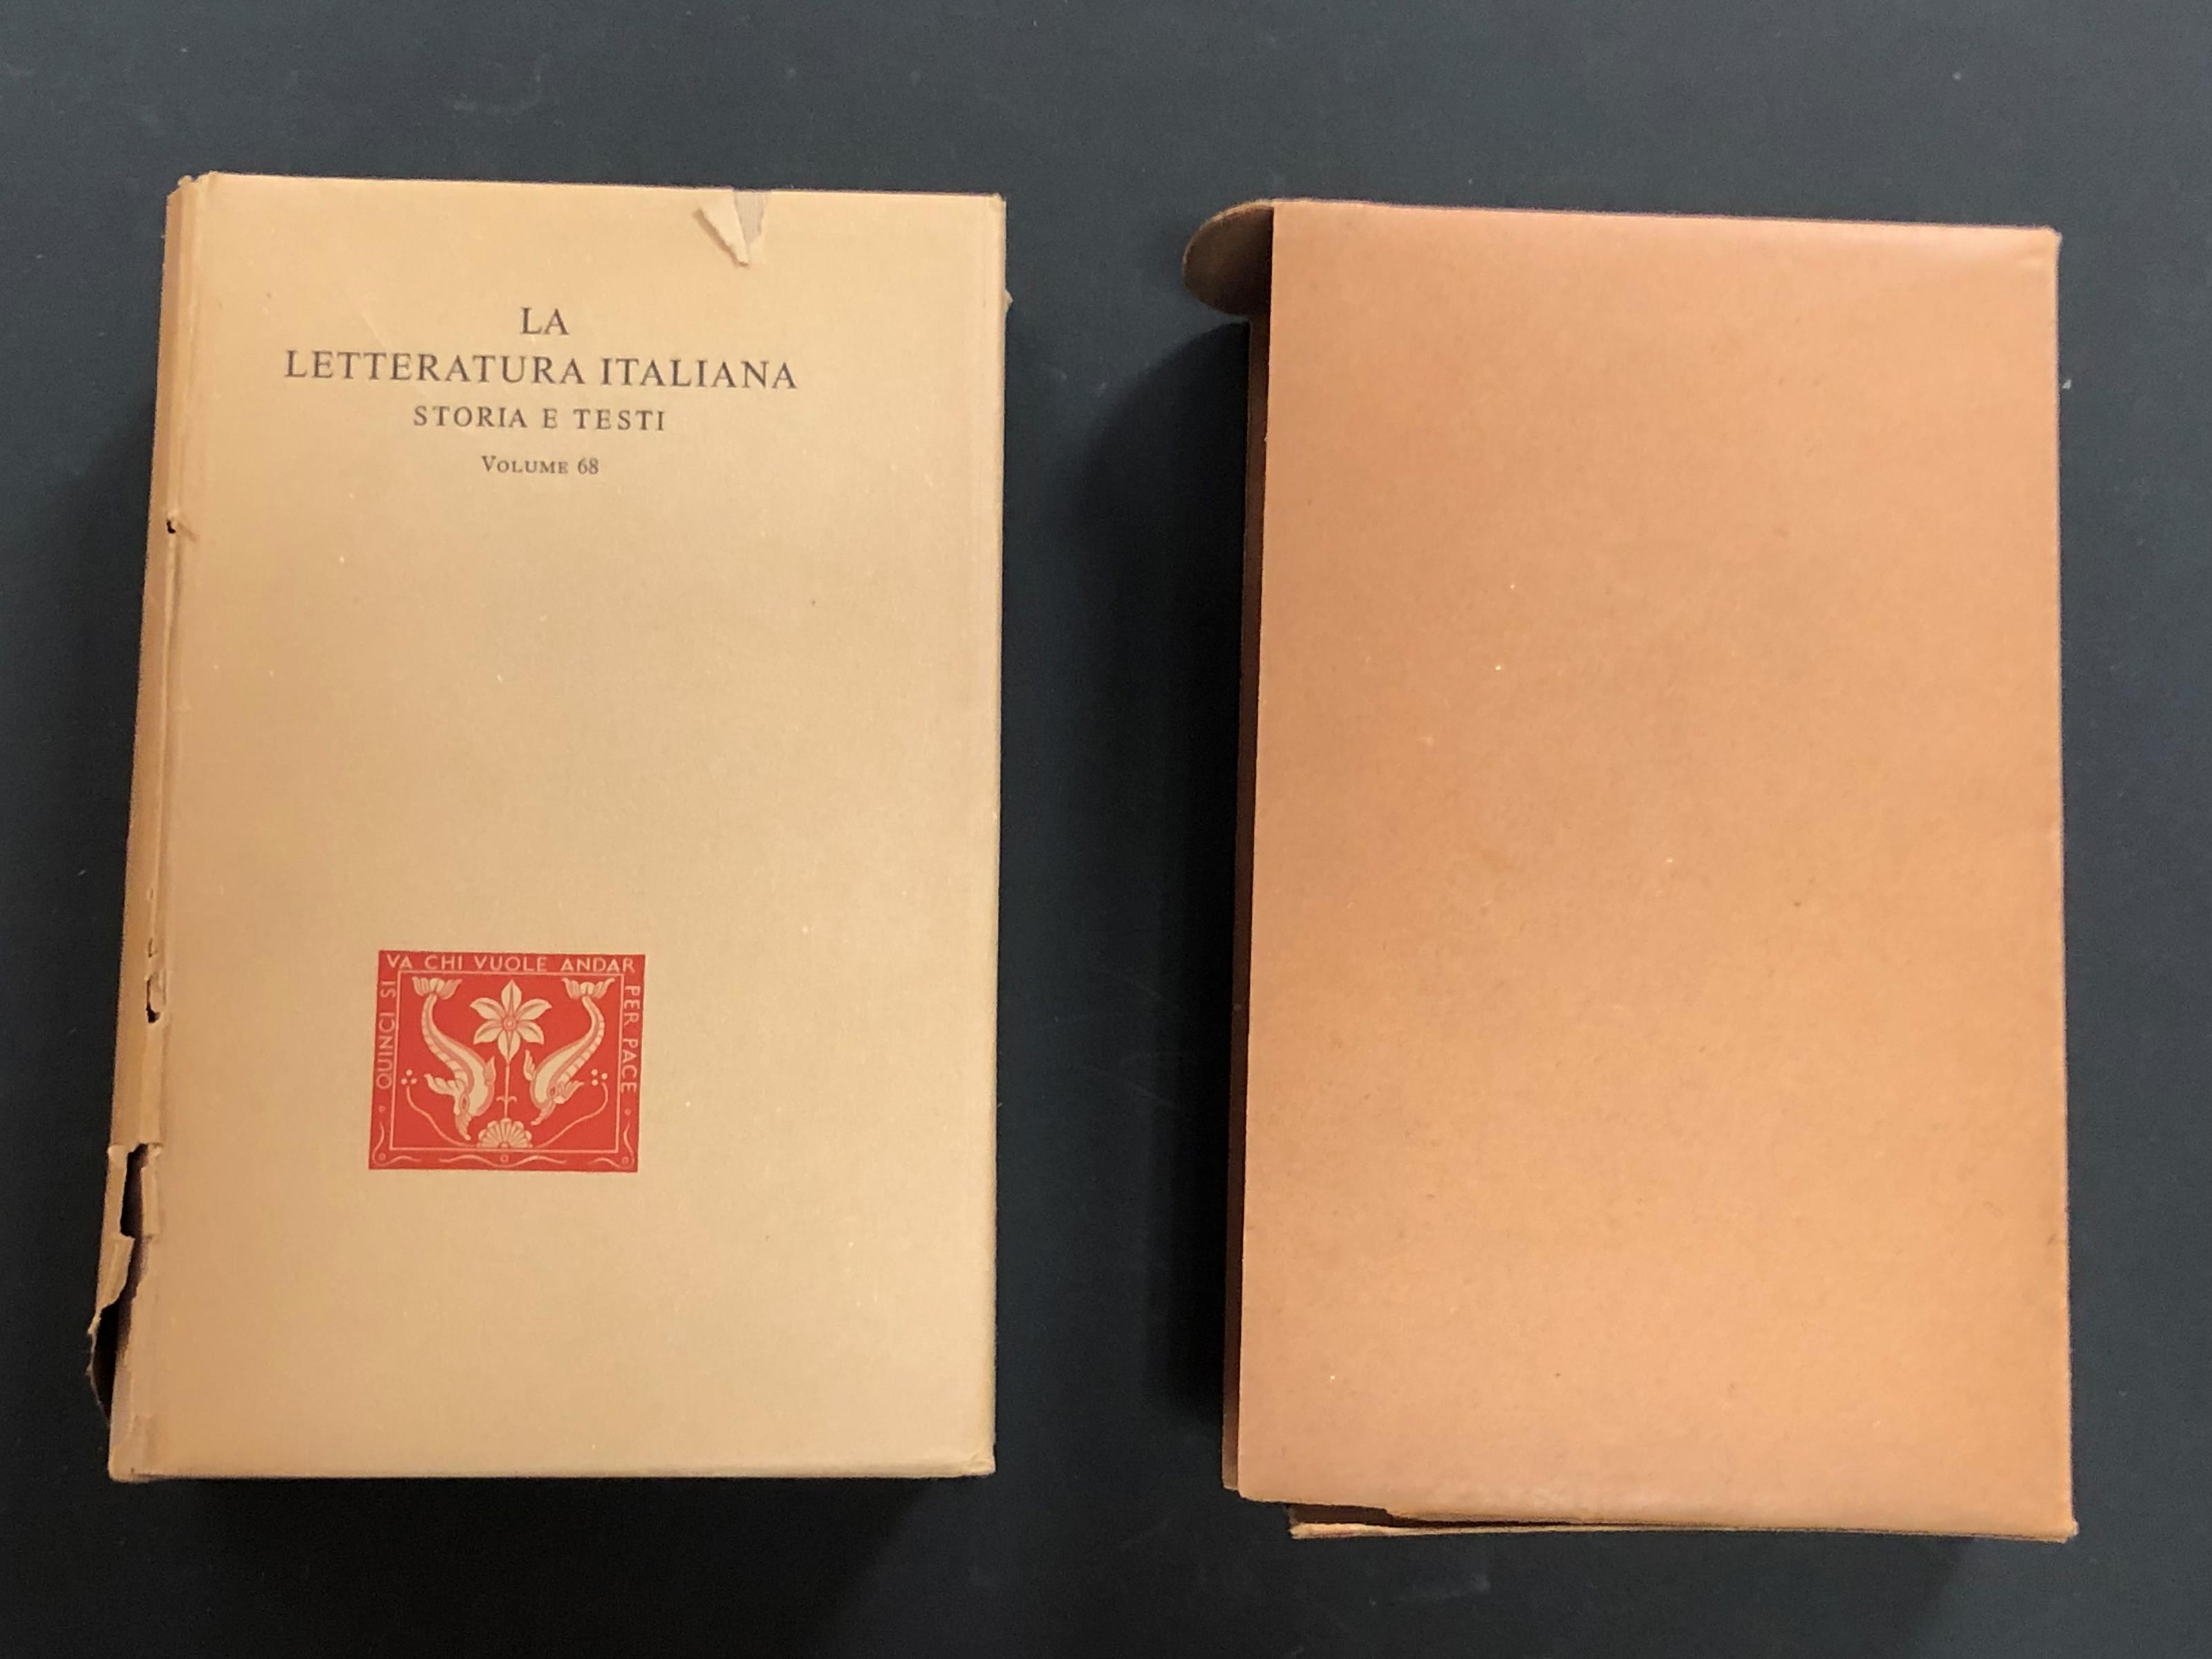 LA
LETTERATURA ITALIANA
STORIA E TESTI
VOLUME 68
QUINCI SI
VA CHI VUOLE ANDAR
PER PACE